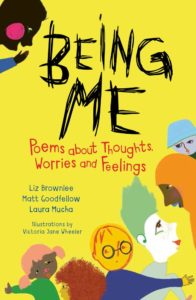 BEING
ME
Poems about Thoughts,
Worries and Feelings
Liz Brownlee
Matt Goodfellow
Laura Mucha
Illustrations by
Victoria Jane Wheeler